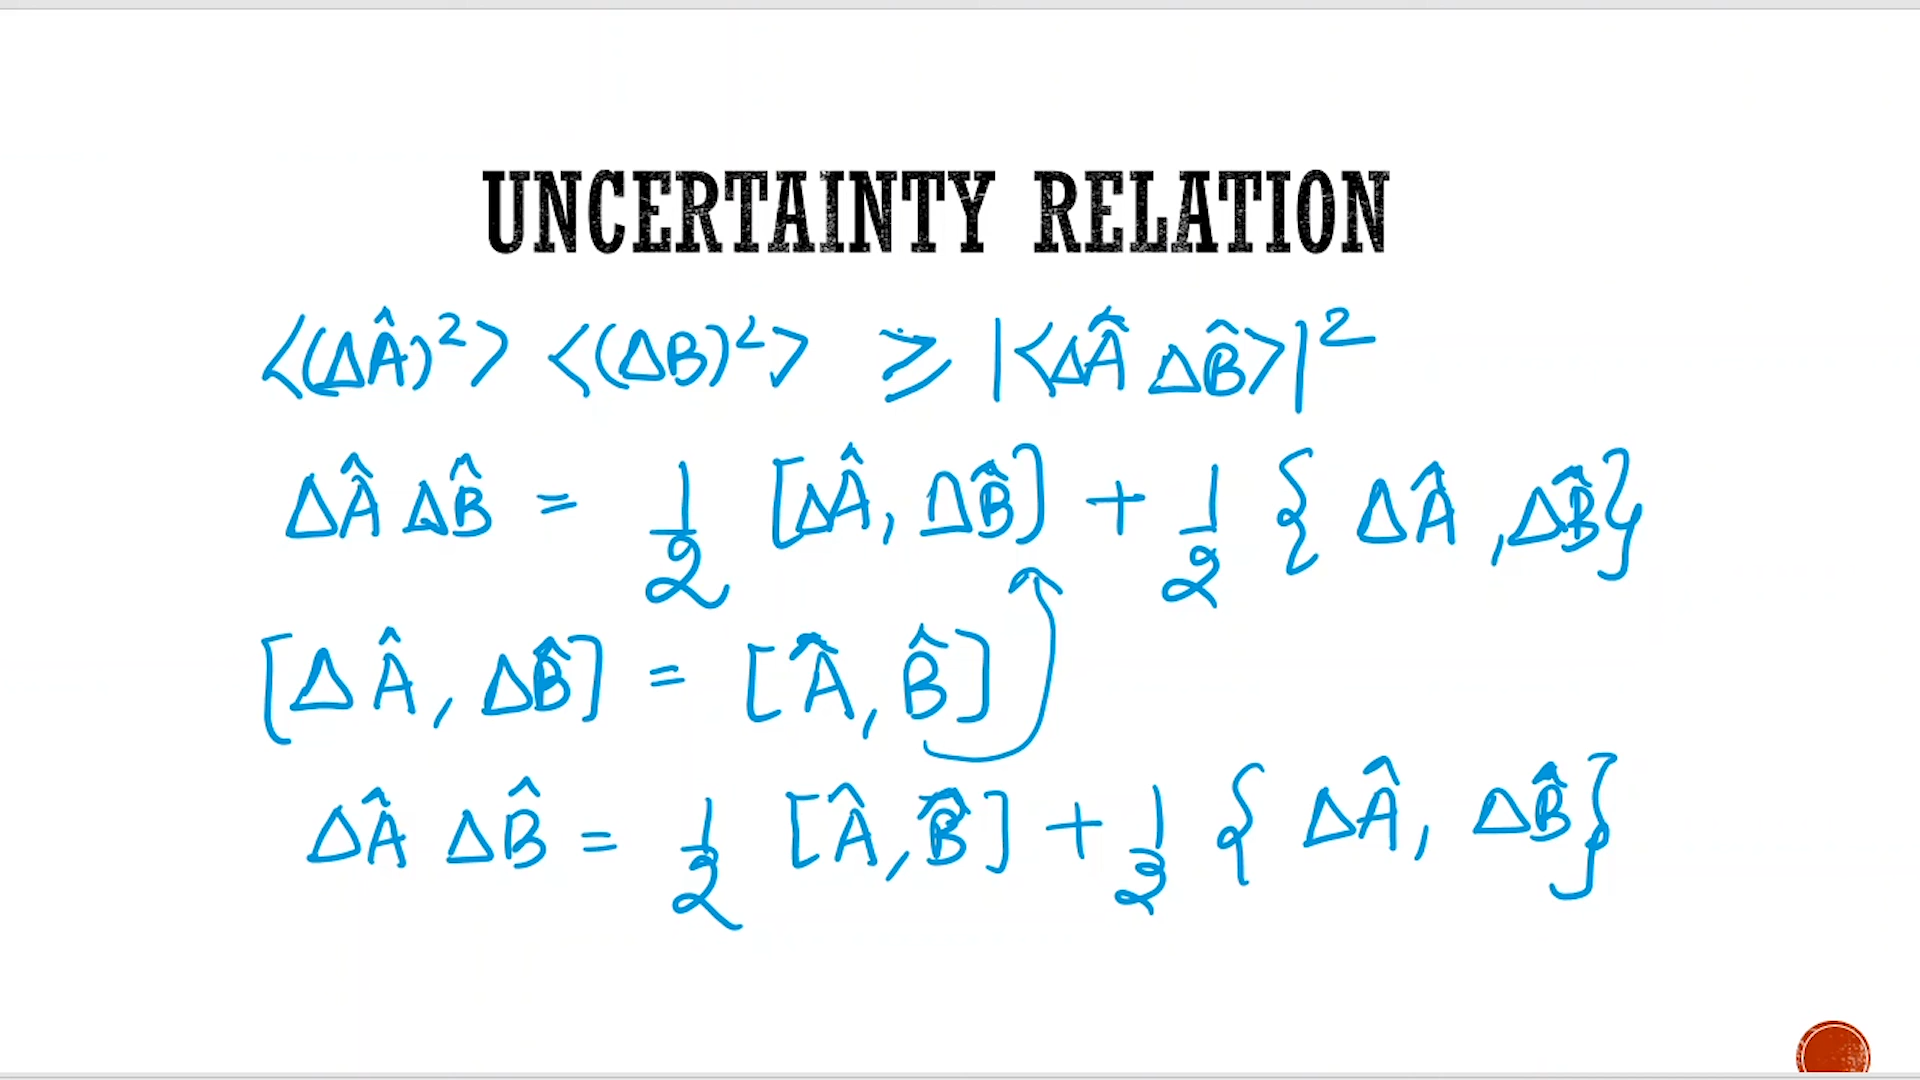 UNCERTAINTY RELATION
⟨(ΔÂ)²⟩ ⟨(ΔB)²⟩ ≥ |⟨ΔÂ ΔB̂⟩|²
ΔÂ ΔB̂ = 1/2 [ΔÂ, ΔB̂] + 1/2 { ΔÂ, ΔB̂}
[ΔÂ, ΔB̂] = [Â, B̂]
ΔÂ ΔB̂ = 1/2 [Â, B̂] + 1/2 { ΔÂ, ΔB̂}